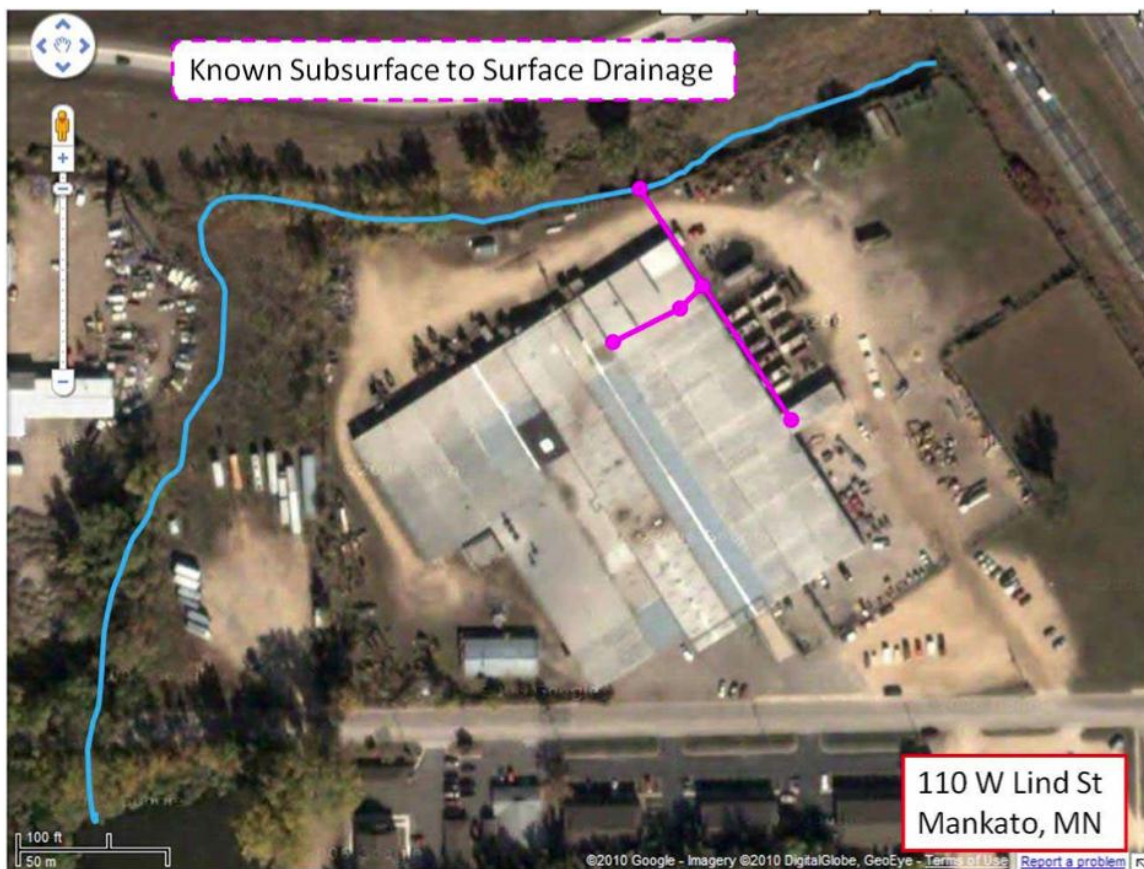 Known Subsurface to Surface Drainage
110 W Lind St
Mankato, MN
100 ft
50 m
©2010 Google - Imagery ©2010 DigitalGlobe, GeoEye - Terms of Use Report a problem